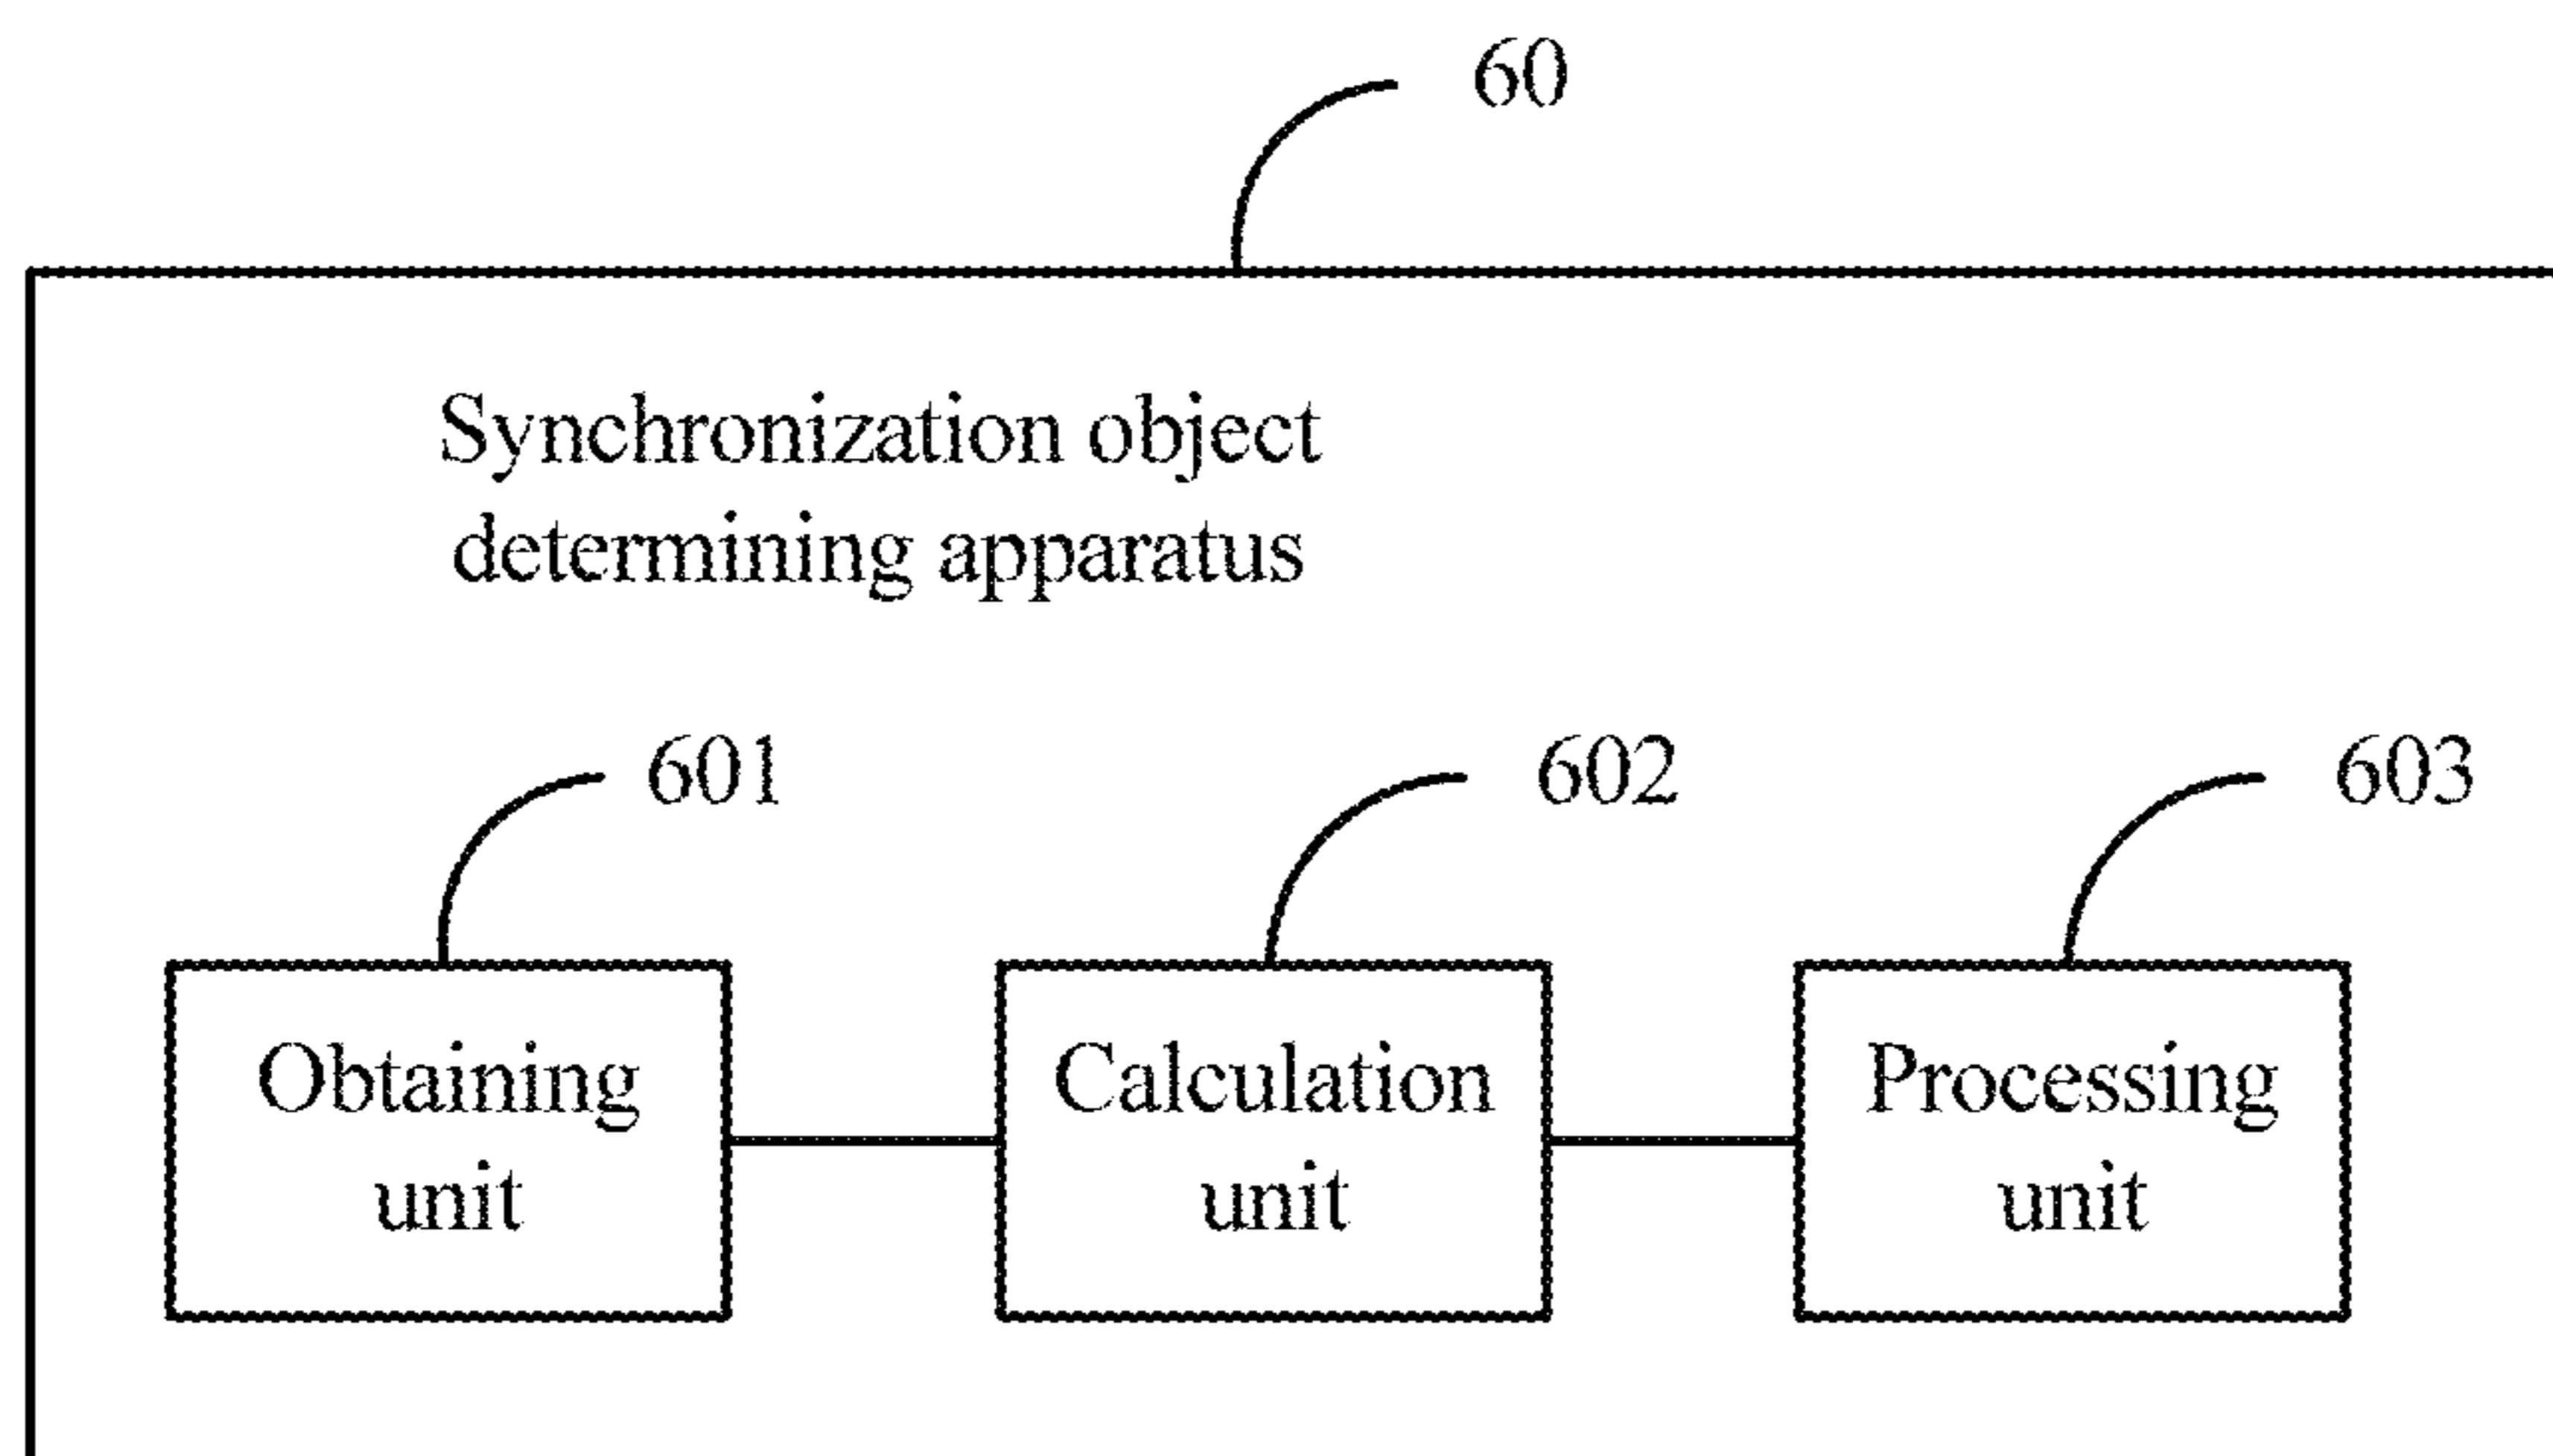 60
Synchronization object
determining apparatus
601
602
603
Obtaining
unit
Calculation
unit
Processing
unit